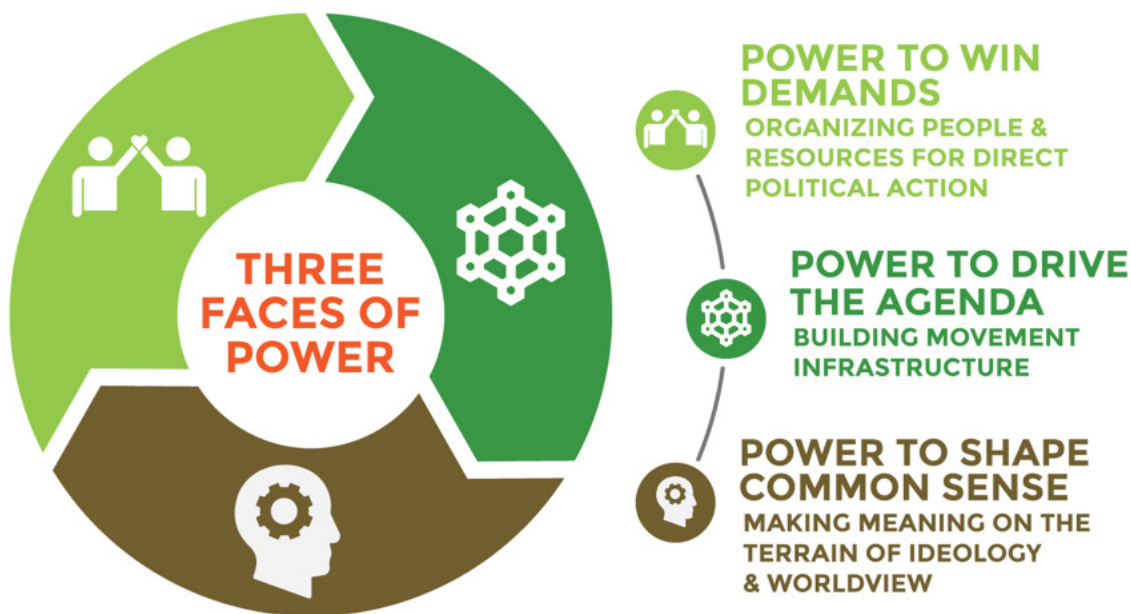 THREE
FACES OF
POWER
POWER TO WIN
DEMANDS
ORGANIZING PEOPLE &
RESOURCES FOR DIRECT
POLITICAL ACTION
POWER TO DRIVE
THE AGENDA
BUILDING MOVEMENT
INFRASTRUCTURE
POWER TO SHAPE
COMMON SENSE
MAKING MEANING ON THE
TERRAIN OF IDEOLOGY
& WORLDVIEW